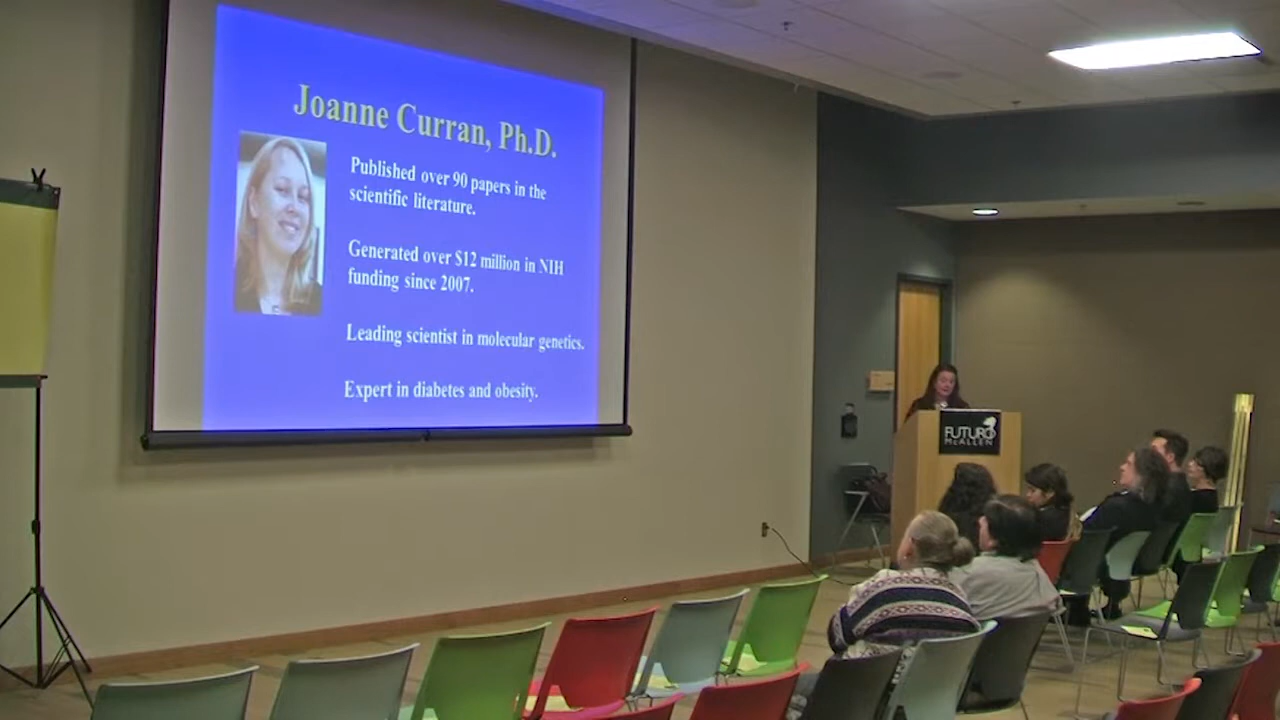 Joanne Curran, Ph.D.
Published over 90 papers in the
scientific literature.
Generated over $12 million in NIH
funding since 2007.
Leading scientist in molecular genetics.
Expert in diabetes and obesity.
FUTURO
McALLEN